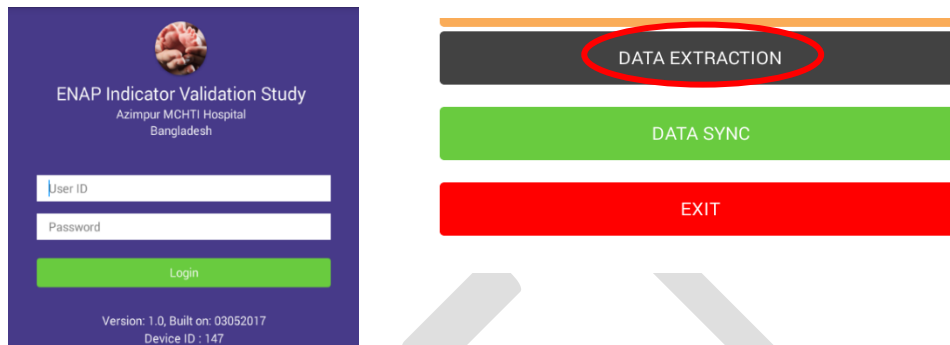 ENAP Indicator Validation Study
Azimpur MCHTI Hospital
Bangladesh
User ID
Password
Login
Version: 1.0, Built on: 03052017
Device ID : 147
DATA EXTRACTION
DATA SYNC
EXIT